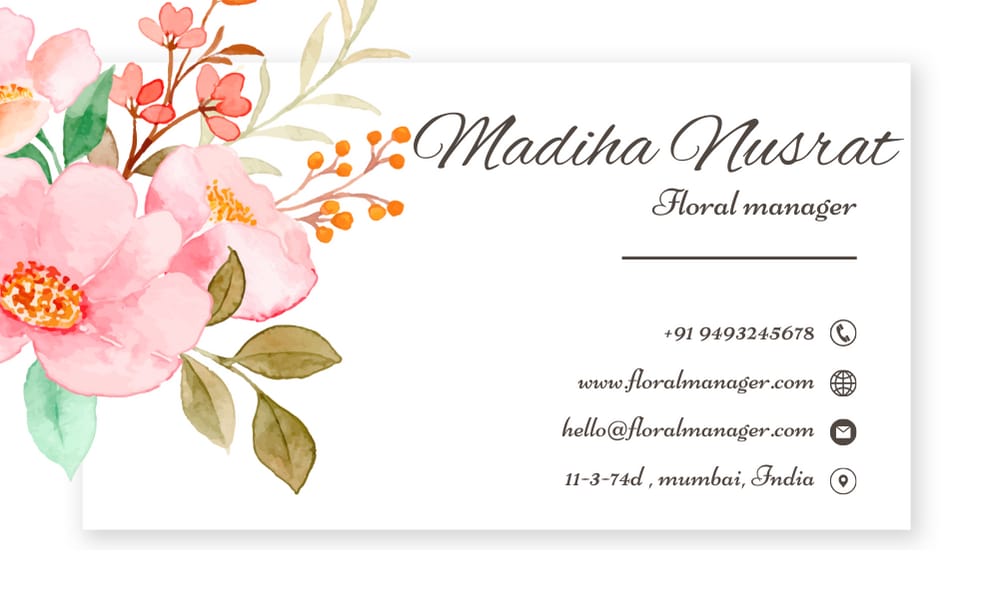 Madiha Nusrat
Floral manager
+91 9493245678
www.floralmanager.com
hello@floralmanager.com
11-3-74d , mumbai, India